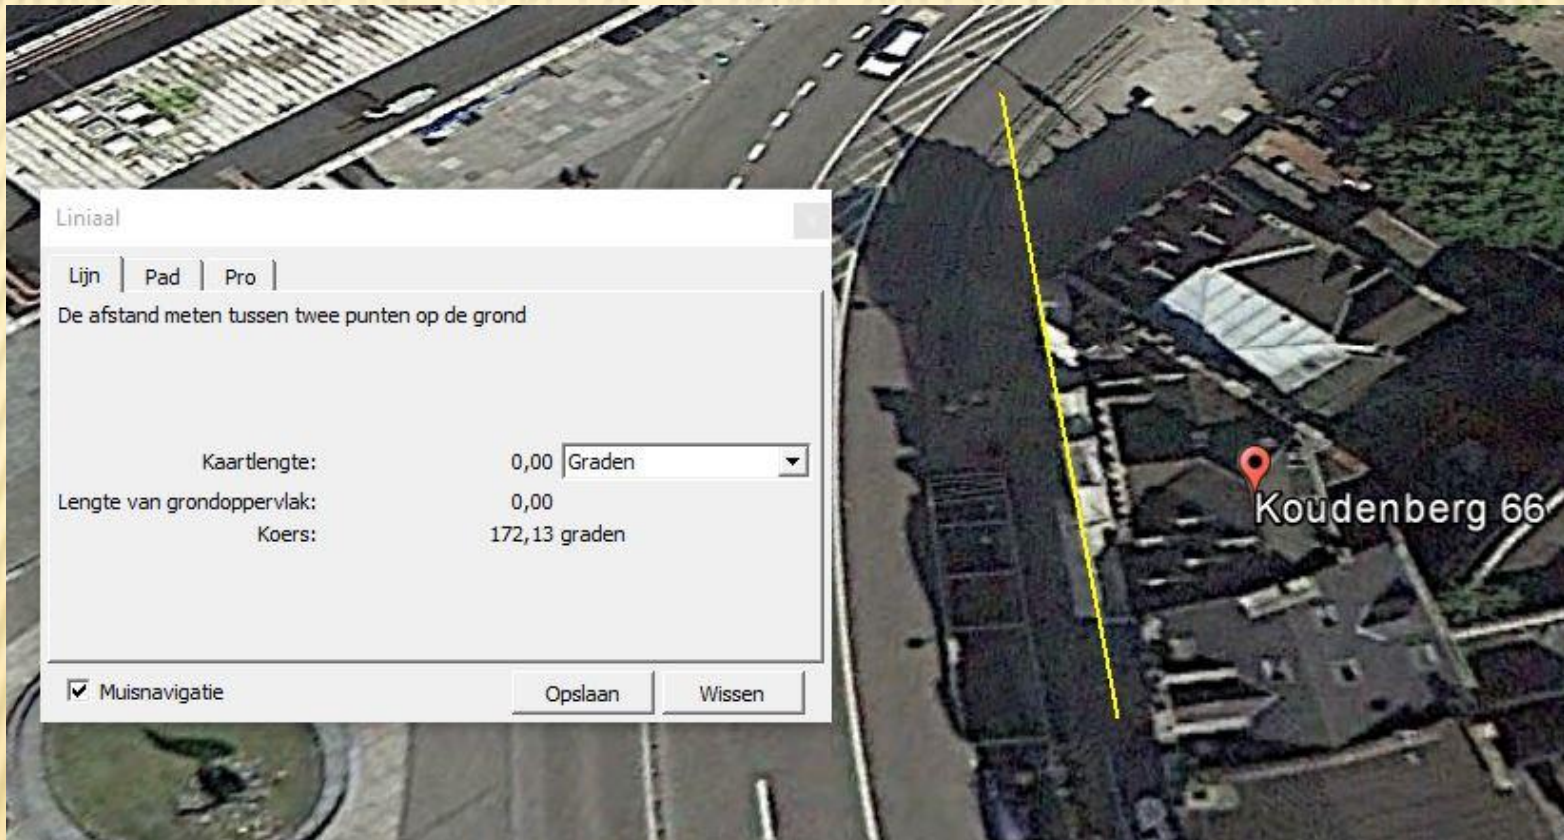 Liniaal
Lijn Pad Pro
De afstand meten tussen twee punten op de grond
Kaartlengte: 0,00 Graden
Lengte van grondoppervlak: 0,00
Koers: 172,13 graden
Muisnavigatie Opslaan Wissen
Koudenberg 66